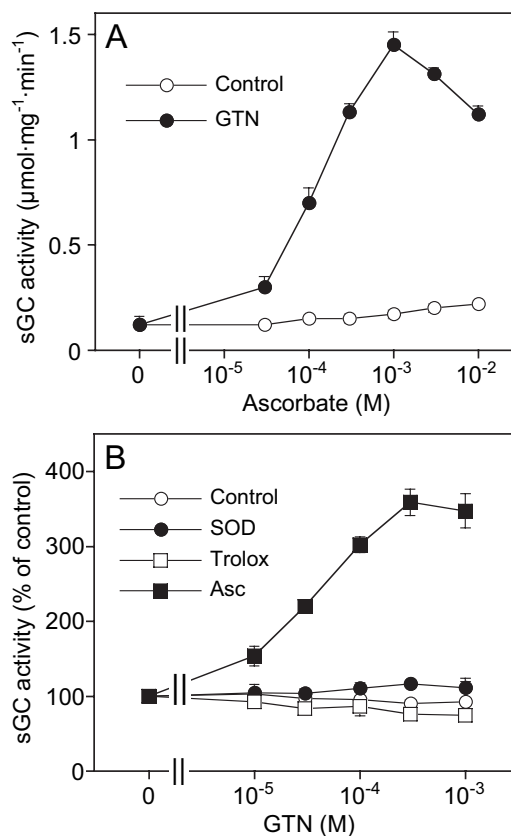 A
Control
GTN
sGC activity (µmol·mg⁻¹·min⁻¹)
1.5
1
0.5
0
0 10⁻⁵ 10⁻⁴ 10⁻³ 10⁻²
Ascorbate (M)
B
Control
SOD
Trolox
Asc
sGC activity (% of control)
400
300
200
100
0
0 10⁻⁵ 10⁻⁴ 10⁻³
GTN (M)